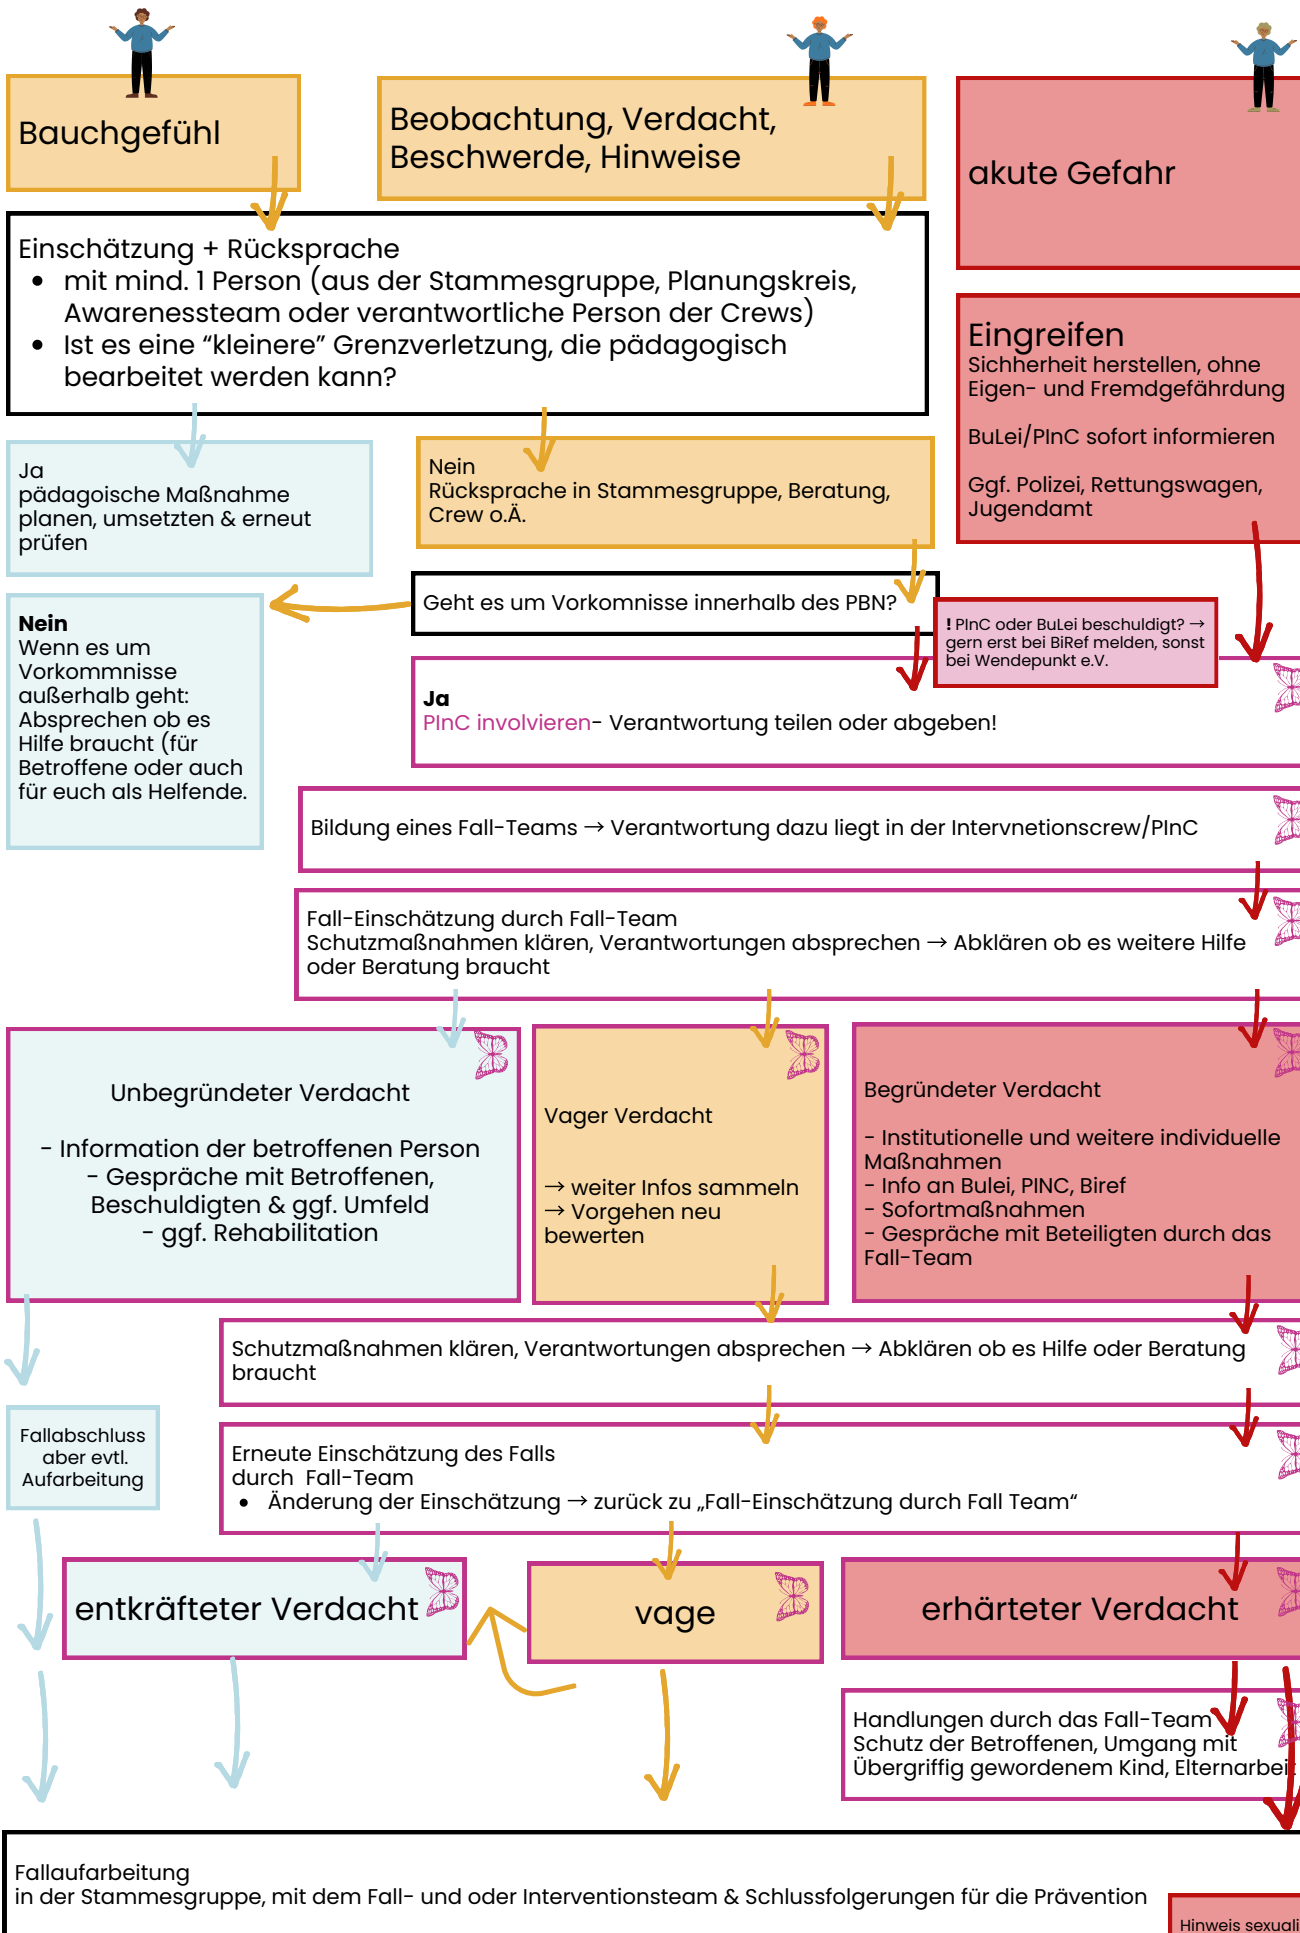 Bauchgefühl
Beobachtung, Verdacht,
Beschwerde, Hinweise
akute Gefahr
Einschätzung + Rücksprache
• mit mind. 1 Person (aus der Stammesgruppe, Planungskreis,
Awarenessteam oder verantwortliche Person der Crews)
• Ist es eine “kleinere” Grenzverletzung, die pädagogisch
bearbeitet werden kann?
Eingreifen
Sichherheit herstellen, ohne
Eigen- und Fremdgefährdung
BuLei/PInC sofort informieren
Ggf. Polizei, Rettungswagen,
Jugendamt
Ja
pädagoische Maßnahme
planen, umsetzten & erneut
prüfen
Nein
Rücksprache in Stammesgruppe, Beratung,
Crew o.Ä.
Geht es um Vorkomnisse innerhalb des PBN?
! PInC oder BuLei beschuldigt? →
gern erst bei BiRef melden, sonst
bei Wendepunkt e.V.
Nein
Wenn es um
Vorkommnisse
außerhalb geht:
Absprechen ob es
Hilfe braucht (für
Betroffene oder auch
für euch als Helfende.
Ja
PInC involvieren- Verantwortung teilen oder abgeben!
Bildung eines Fall-Teams → Verantwortung dazu liegt in der Intervnetionscrew/PInC
Fall-Einschätzung durch Fall-Team
Schutzmaßnahmen klären, Verantwortungen absprechen → Abklären ob es weitere Hilfe
oder Beratung braucht
Unbegründeter Verdacht
- Information der betroffenen Person
- Gespräche mit Betroffenen,
Beschuldigten & ggf. Umfeld
- ggf. Rehabilitation
Vager Verdacht
→ weiter Infos sammeln
→ Vorgehen neu
bewerten
Begründeter Verdacht
- Institutionelle und weitere individuelle
Maßnahmen
- Info an Bulei, PINC, Biref
- Sofortmaßnahmen
- Gespräche mit Beteiligten durch das
Fall-Team
Schutzmaßnahmen klären, Verantwortungen absprechen → Abklären ob es Hilfe oder Beratung
braucht
Fallabschluss
aber evtl.
Aufarbeitung
Erneute Einschätzung des Falls
durch Fall-Team
• Änderung der Einschätzung → zurück zu „Fall-Einschätzung durch Fall Team“
entkräfteter Verdacht
vage
erhärteter Verdacht
Handlungen durch das Fall-Team
Schutz der Betroffenen, Umgang mit
Übergriffig gewordenem Kind, Elternarbeit
Fallaufarbeitung
in der Stammesgruppe, mit dem Fall- und oder Interventionsteam & Schlussfolgerungen für die Prävention
Hinweis